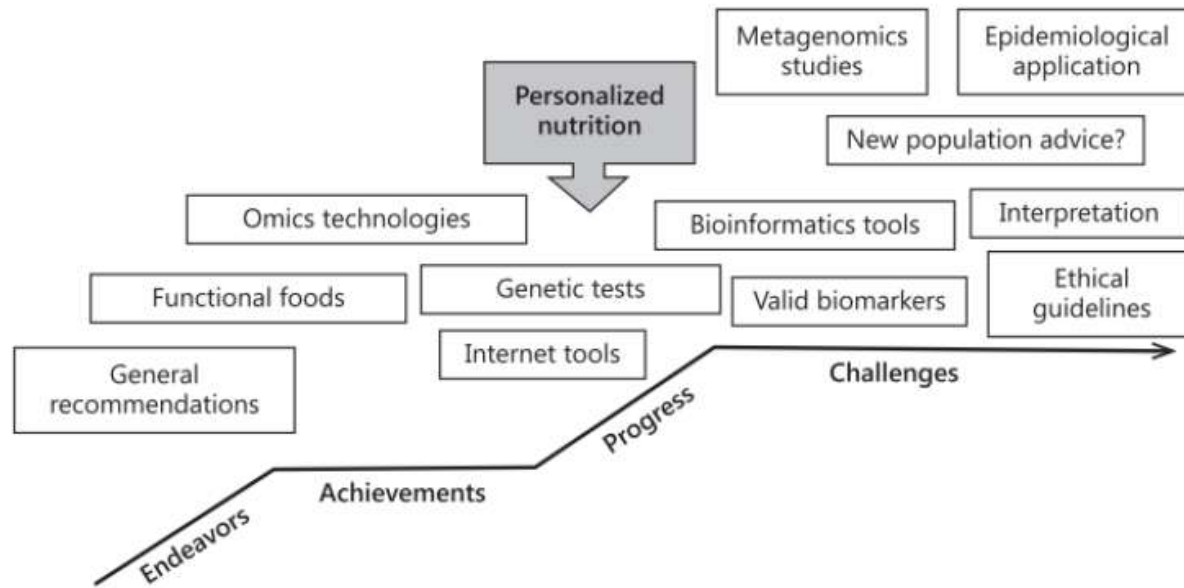 Metagenomics
studies
Epidemiological
application
Personalized
nutrition
New population advice?
Omics technologies
Bioinformatics tools
Interpretation
Functional foods
Genetic tests
Valid biomarkers
Ethical
guidelines
General
recommendations
Internet tools
Endeavors
Achievements
Progress
Challenges